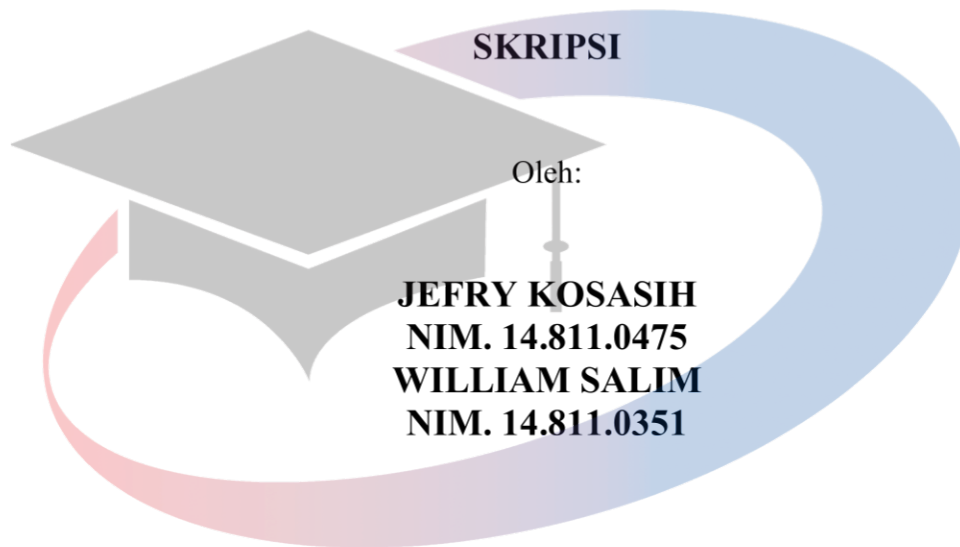 SKRIPSI
Oleh:
JEFRY KOSASIH
NIM. 14.811.0475
WILLIAM SALIM
NIM. 14.811.0351